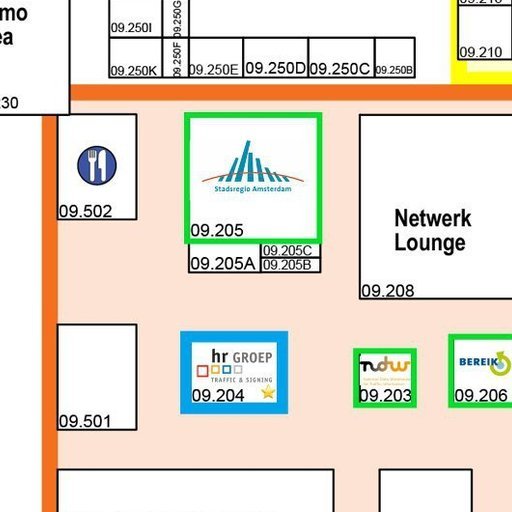 mo
ea
230
09.250I
09.250G
09.250K
09.250F
09.250E
09.250D
09.250C
09.250B
09.210
09.502
Stadsregio Amsterdam
09.205
09.205A
09.205C
09.205B
Netwerk
Lounge
09.208
09.501
hr GROEP
TRAFFIC & SIGNING
09.204
ndw
09.203
BEREIK
09.206